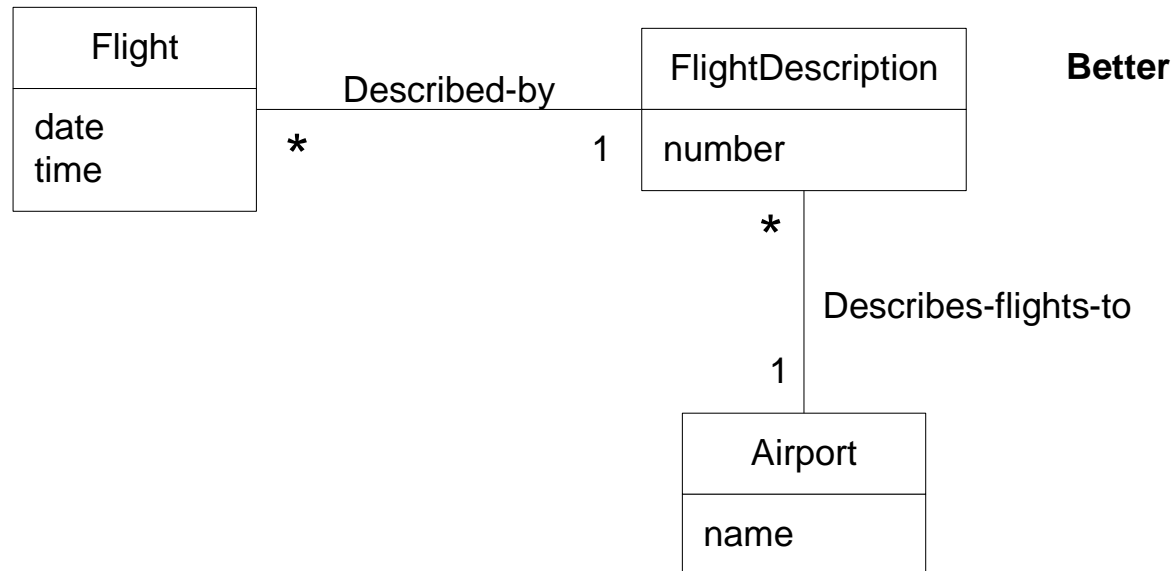 Flight
date
time
Described-by
*
1
FlightDescription
number
Better
*
Describes-flights-to
1
Airport
name